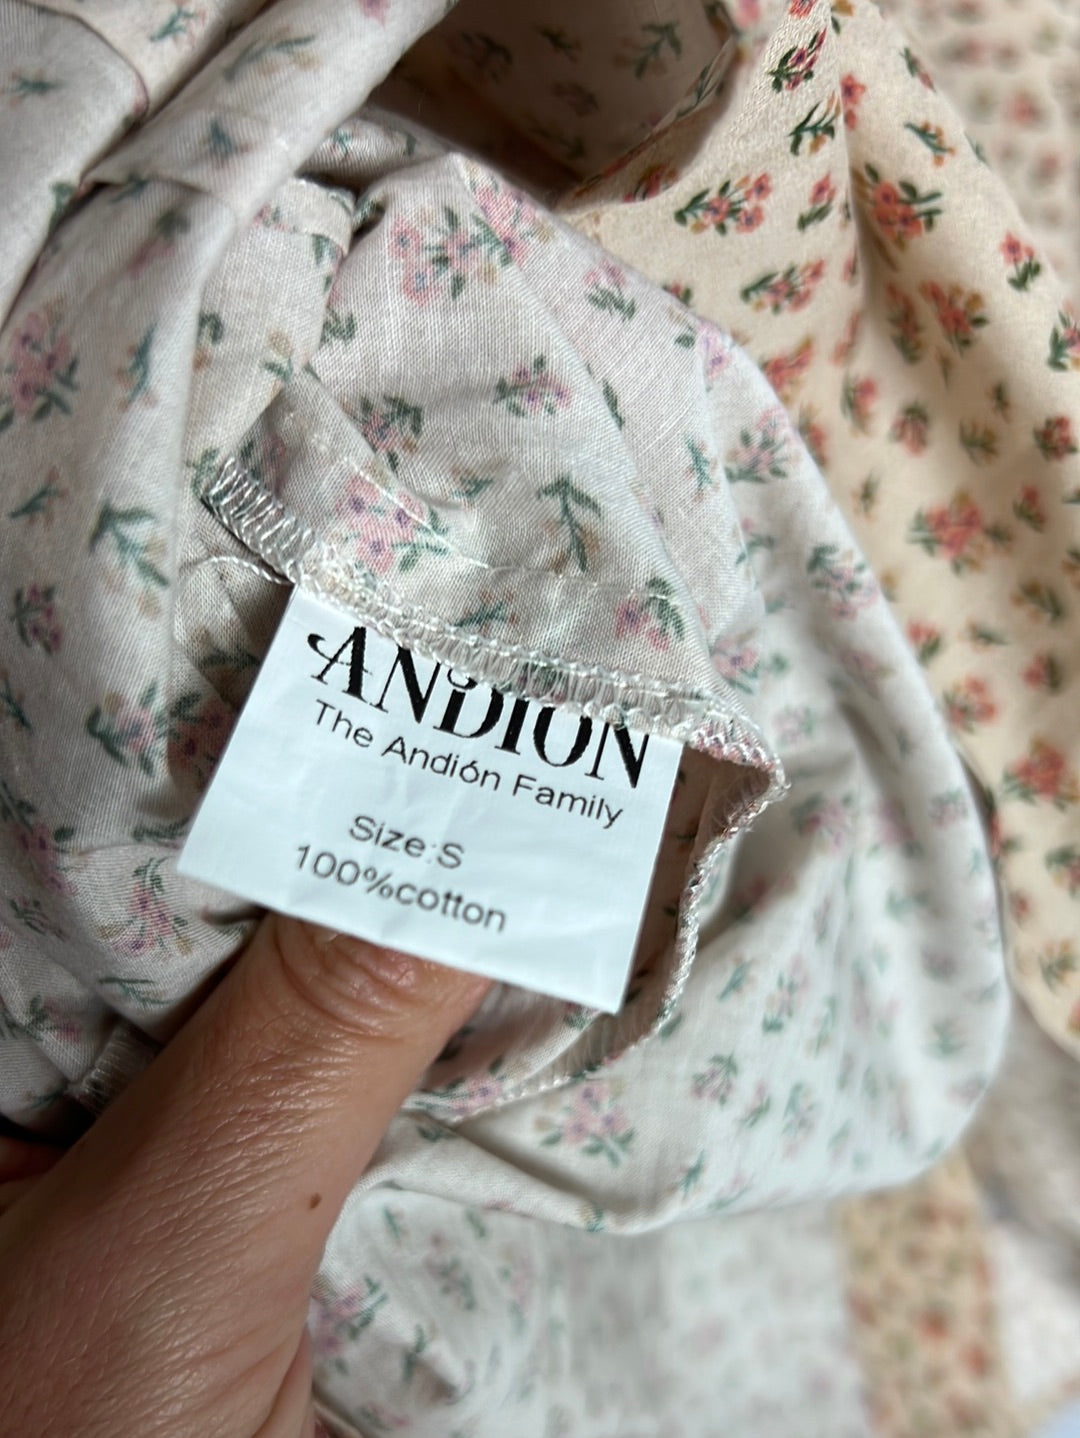 ANDION
The Andión Family
Size:S
100%cotton